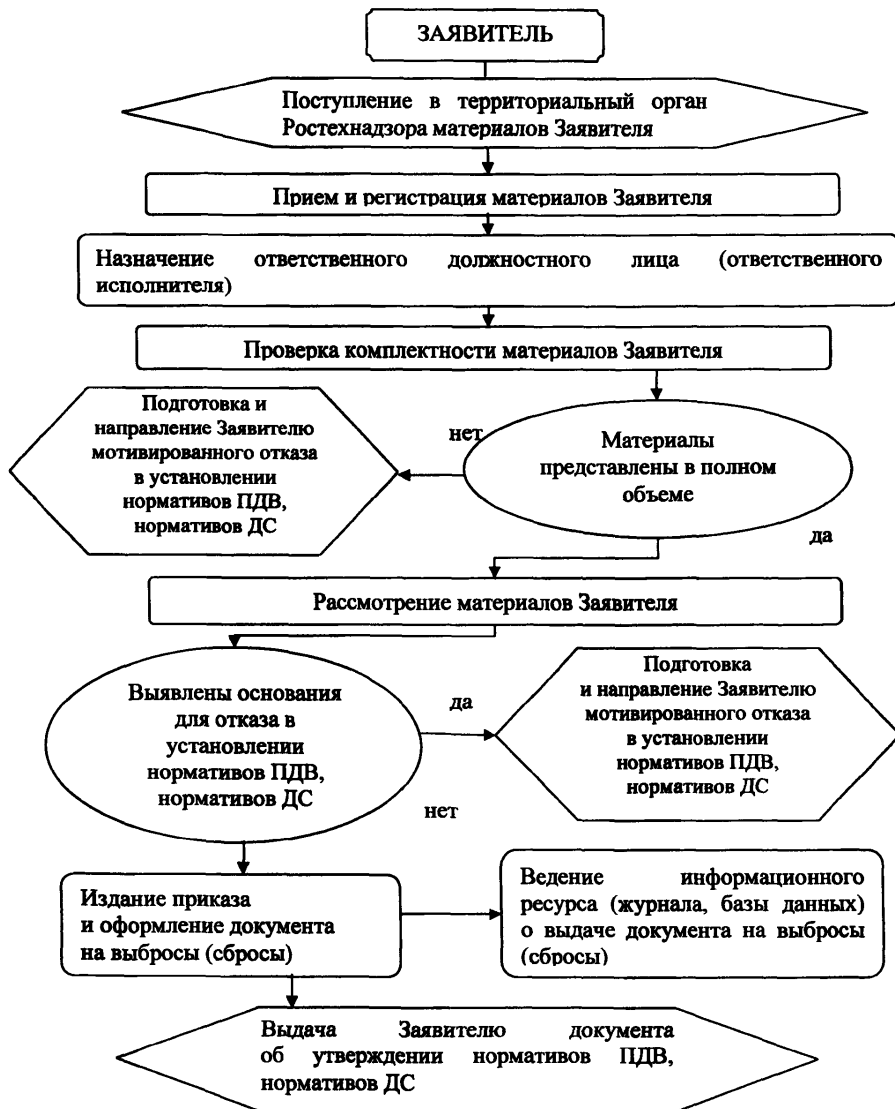 ЗАЯВИТЕЛЬ
Поступление в территориальный орган
Ростехнадзора материалов Заявителя
Прием и регистрация материалов Заявителя
Назначение ответственного должностного лица (ответственного
исполнителя)
Проверка комплектности материалов Заявителя
Подготовка и
направление Заявителю
мотивированного отказа
в установлении
нормативов ПДВ,
нормативов ДС
нет
Материалы
представлены в полном
объеме
да
Рассмотрение материалов Заявителя
Выявлены основания
для отказа в
установлении
нормативов ПДВ,
нормативов ДС
да
Подготовка
и направление Заявителю
мотивированного отказа
в установлении
нормативов ПДВ,
нормативов ДС
нет
Издание приказа
и оформление документа
на выбросы (сбросы)
Ведение информационного
ресурса (журнала, базы данных)
о выдаче документа на выбросы
(сбросы)
Выдача Заявителю документа
об утверждении нормативов ПДВ,
нормативов ДС